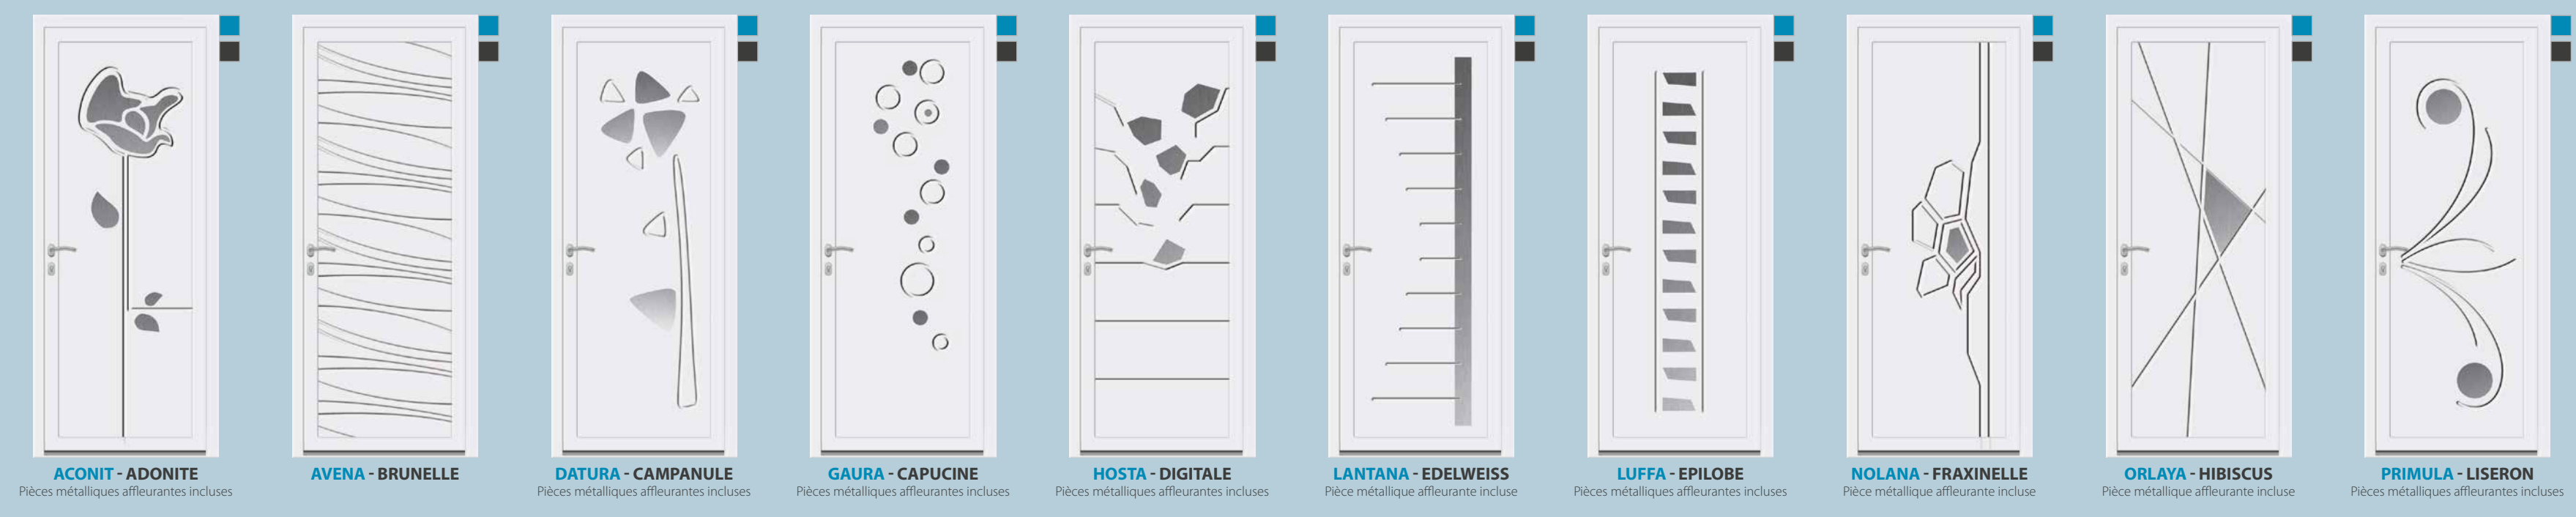 ACONIT - ADONITE
Pièces métalliques affleurantes incluses
AVENA - BRUNELLE
DATURA - CAMPANULE
Pièces métalliques affleurantes incluses
GAURA - CAPUCINE
Pièces métalliques affleurantes incluses
HOSTA - DIGITALE
Pièces métalliques affleurantes incluses
LANTANA - EDELWEISS
Pièce métallique affleurante incluse
LUFFA - EPILOBE
Pièces métalliques affleurantes incluses
NOLANA - FRAXINELLE
Pièce métallique affleurante incluse
ORLAYA - HIBISCUS
Pièce métallique affleurante incluse
PRIMULA - LISERON
Pièces métalliques affleurantes incluses